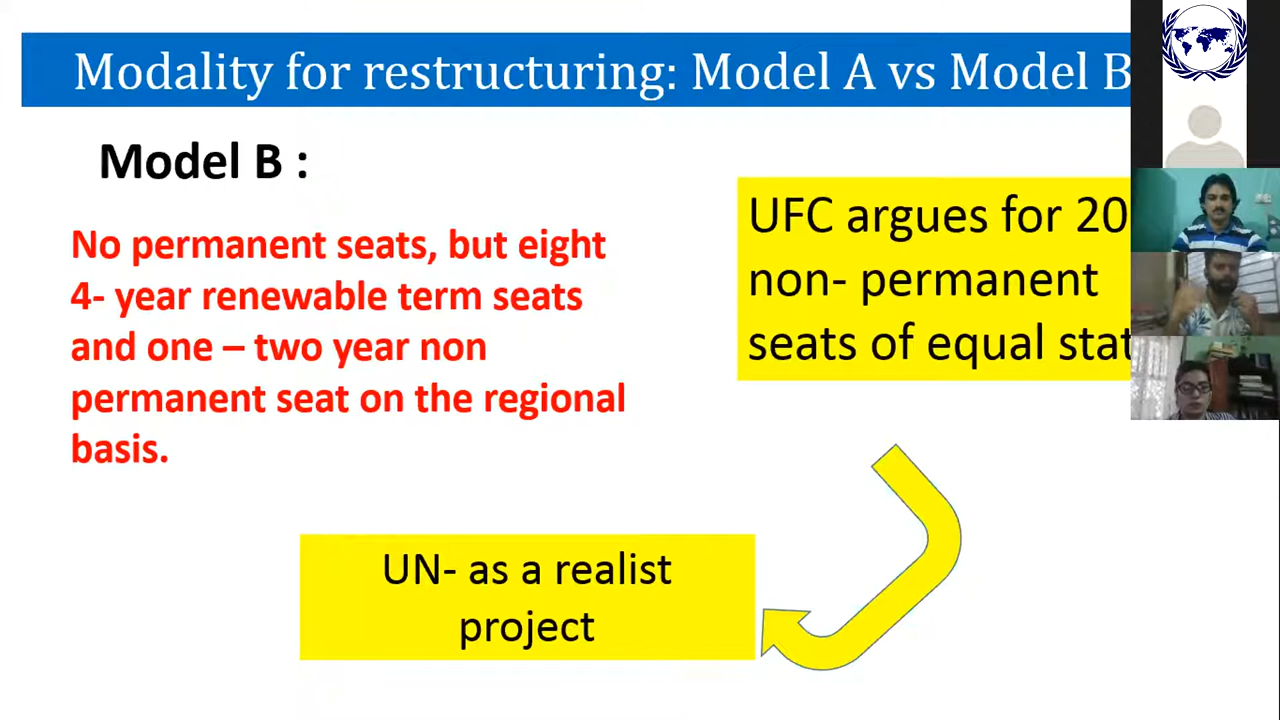 Modality for restructuring: Model A vs Model B
Model B :
No permanent seats, but eight
4- year renewable term seats
and one – two year non
permanent seat on the regional
basis.
UFC argues for 20
non- permanent
seats of equal
UN- as a realist
project